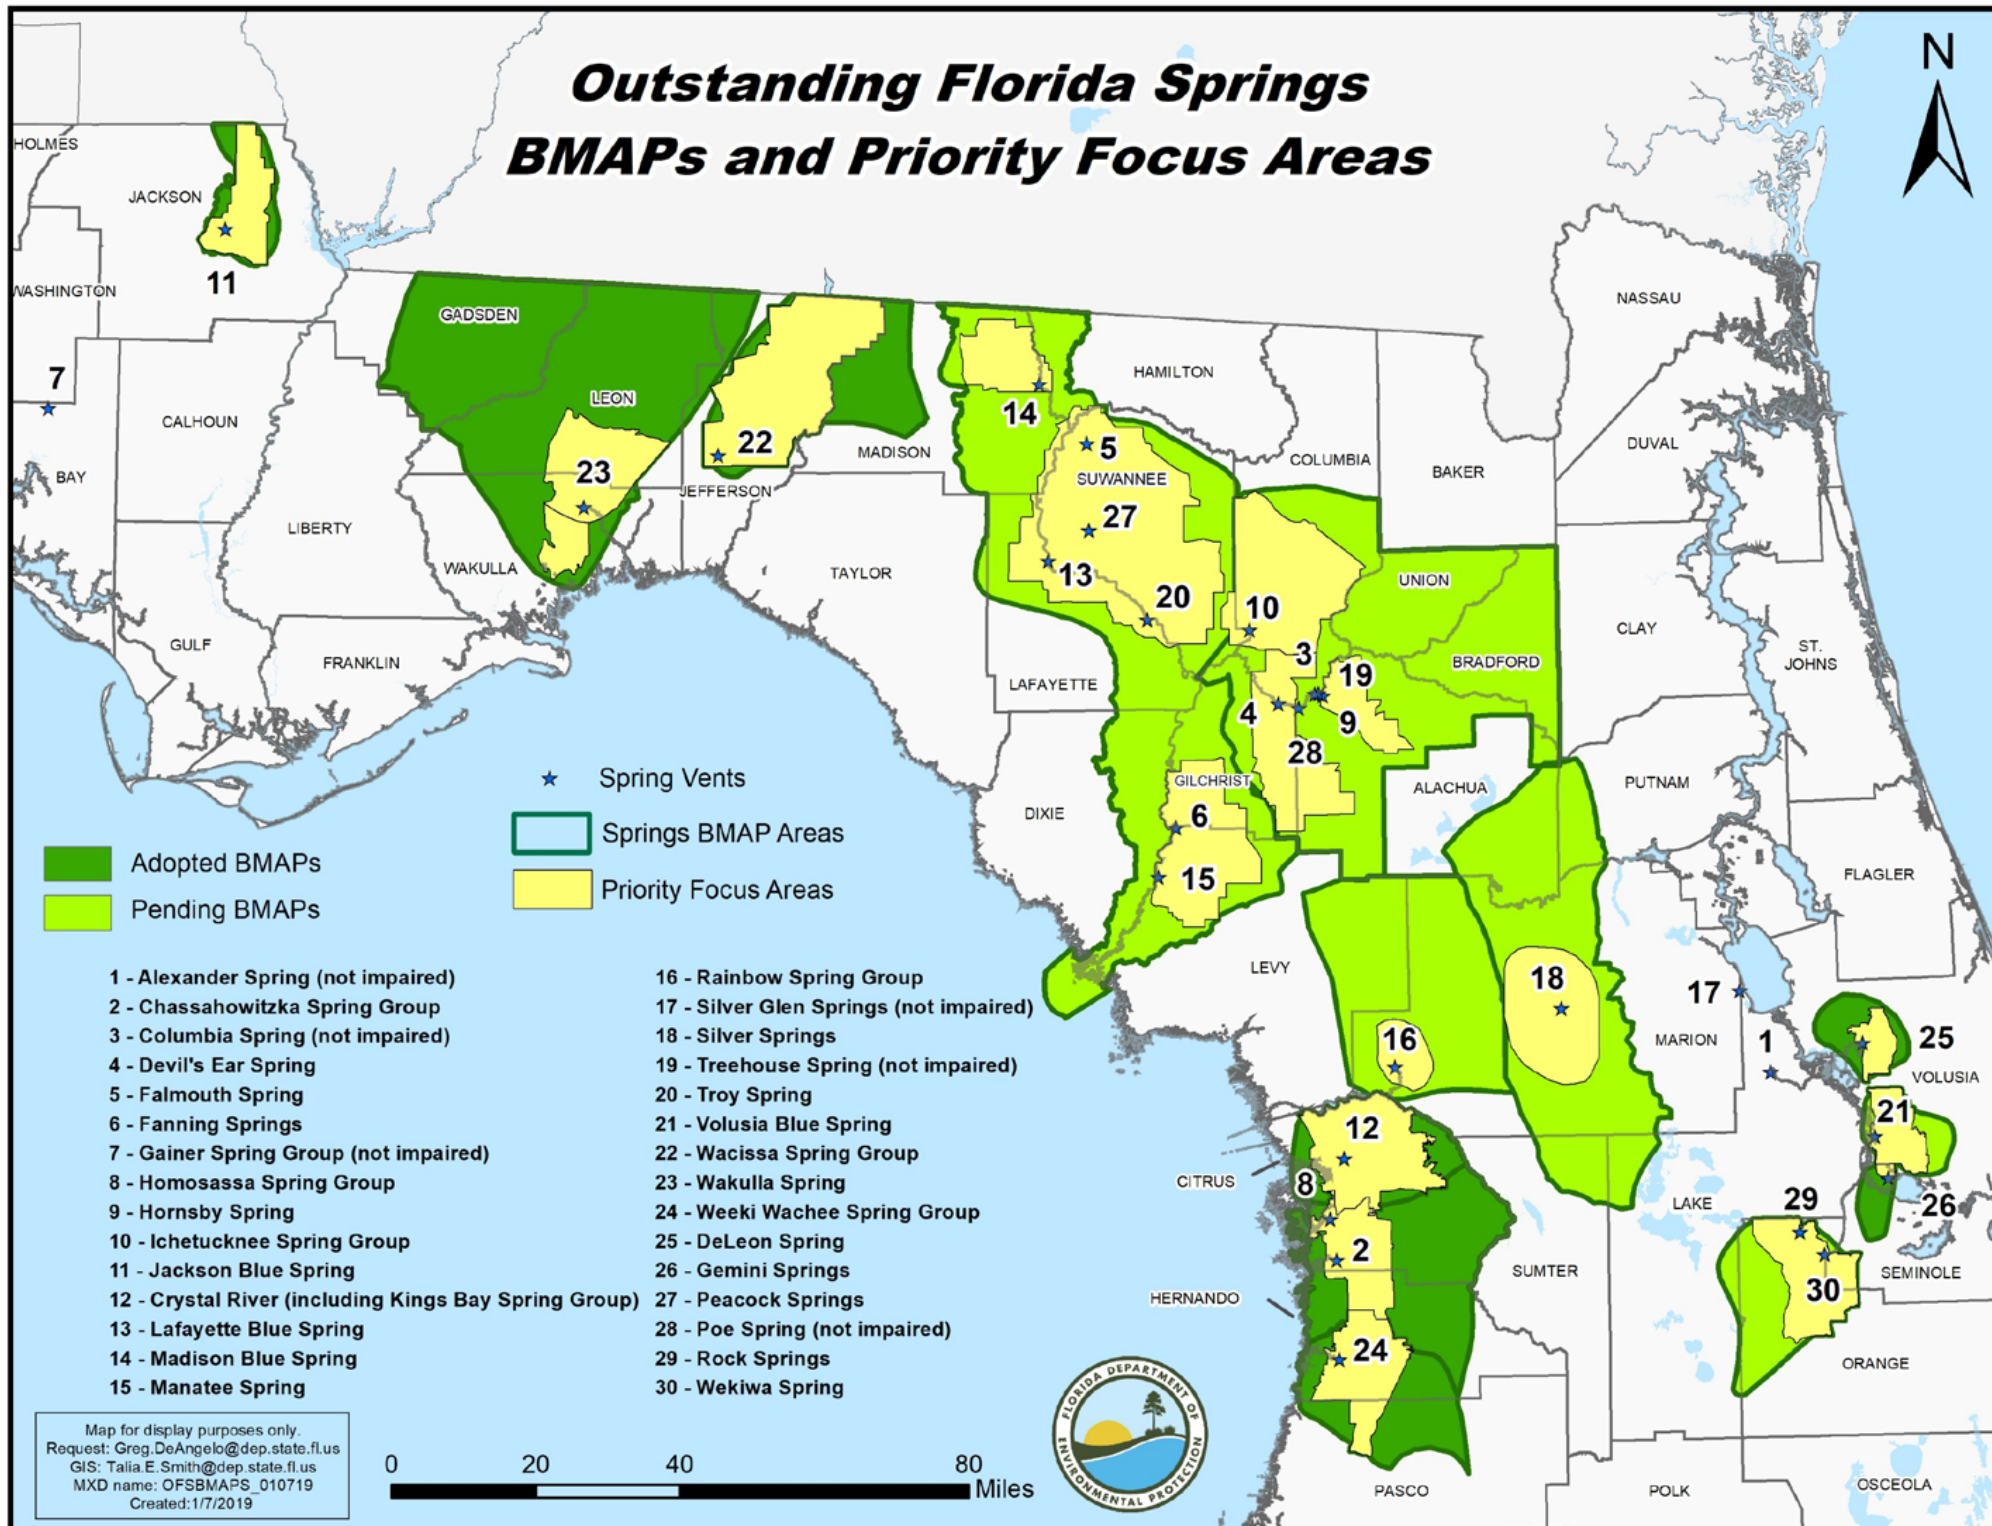 Outstanding Florida Springs
BMAPs and Priority Focus Areas
N
HOLMES
JACKSON
11
WASHINGTON
7
CALHOUN
BAY
GULF
LIBERTY
FRANKLIN
GADSDEN
LEON
23
WAKULLA
22
JEFFERSON
MADISON
TAYLOR
14
HAMILTON
5
SUWANNEE
27
13
20
LAFAYETTE
DIXIE
COLUMBIA
BAKER
NASSAU
DUVAL
UNION
10
3
19
BRADFORD
CLAY
ST.
JOHNS
4
9
28
GILCHRIST
6
15
ALACHUA
PUTNAM
FLAGLER
LEVY
18
16
17
MARION
1
25
VOLUSIA
21
26
12
CITRUS
8
2
HERNANDO
24
SUMTER
LAKE
29
30
SEMINOLE
ORANGE
PASCO
POLK
OSCEOLA
Spring Vents
Springs BMAP Areas
Priority Focus Areas
Adopted BMAPs
Pending BMAPs
1 - Alexander Spring (not impaired)
2 - Chassahowitzka Spring Group
3 - Columbia Spring (not impaired)
4 - Devil's Ear Spring
5 - Falmouth Spring
6 - Fanning Springs
7 - Gainer Spring Group (not impaired)
8 - Homosassa Spring Group
9 - Hornsby Spring
10 - Ichetucknee Spring Group
11 - Jackson Blue Spring
12 - Crystal River (including Kings Bay Spring Group)
13 - Lafayette Blue Spring
14 - Madison Blue Spring
15 - Manatee Spring
16 - Rainbow Spring Group
17 - Silver Glen Springs (not impaired)
18 - Silver Springs
19 - Treehouse Spring (not impaired)
20 - Troy Spring
21 - Volusia Blue Spring
22 - Wacissa Spring Group
23 - Wakulla Spring
24 - Weeki Wachee Spring Group
25 - DeLeon Spring
26 - Gemini Springs
27 - Peacock Springs
28 - Poe Spring (not impaired)
29 - Rock Springs
30 - Wekiwa Spring
Map for display purposes only.
Request: Greg.DeAngelo@dep.state.fl.us
GIS: Talia.E.Smith@dep.state.fl.us
MXD name: OFSBMAPS_010719
Created:1/7/2019
0 20 40 80
Miles
FLORIDA DEPARTMENT OF
ENVIRONMENTAL PROTECTION